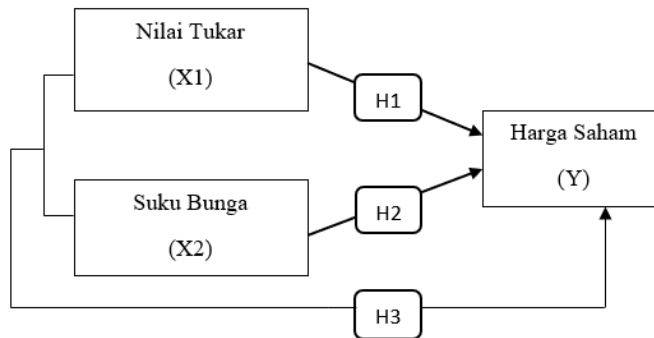 Nilai Tukar
(X1)
H1
Harga Saham
(Y)
Suku Bunga
(X2)
H2
H3